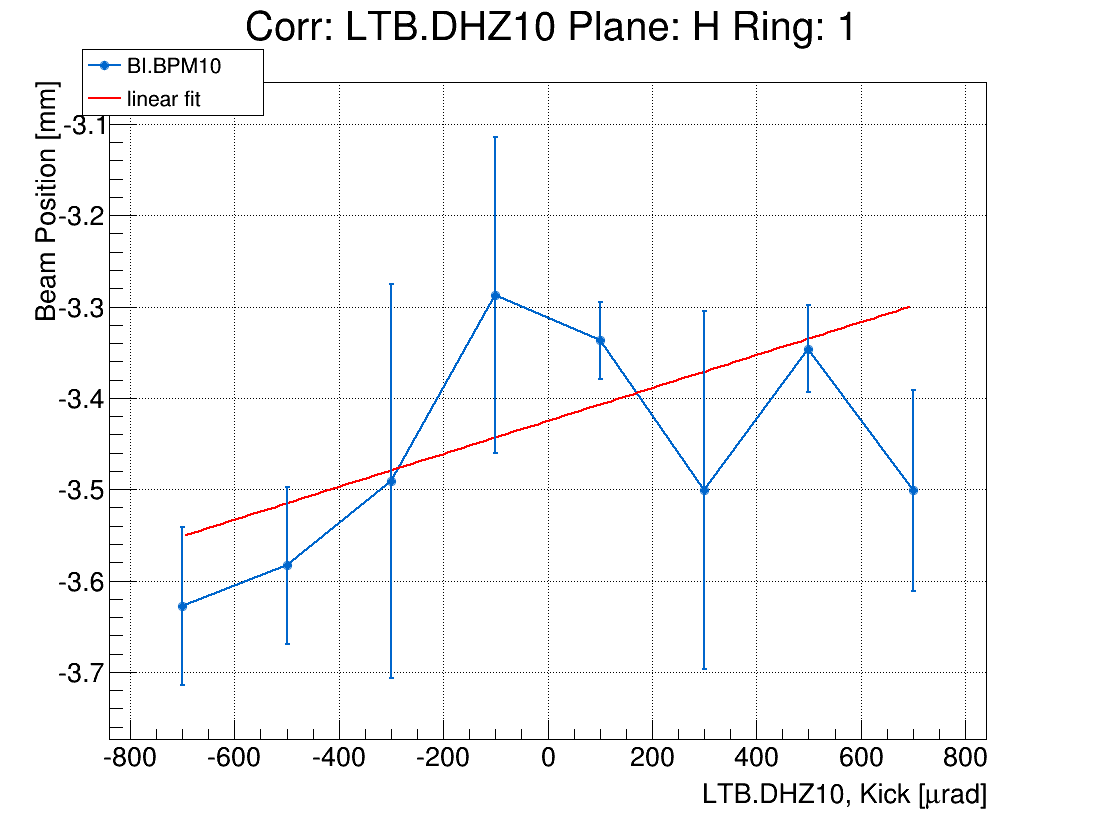 Corr: LTB.DHZ10 Plane: H Ring: 1
BI.BPM10
linear fit
Beam Position [mm]
-3.1
-3.2
-3.3
-3.4
-3.5
-3.6
-3.7
-800 -600 -400 -200 0 200 400 600 800
LTB.DHZ10, Kick [μrad]